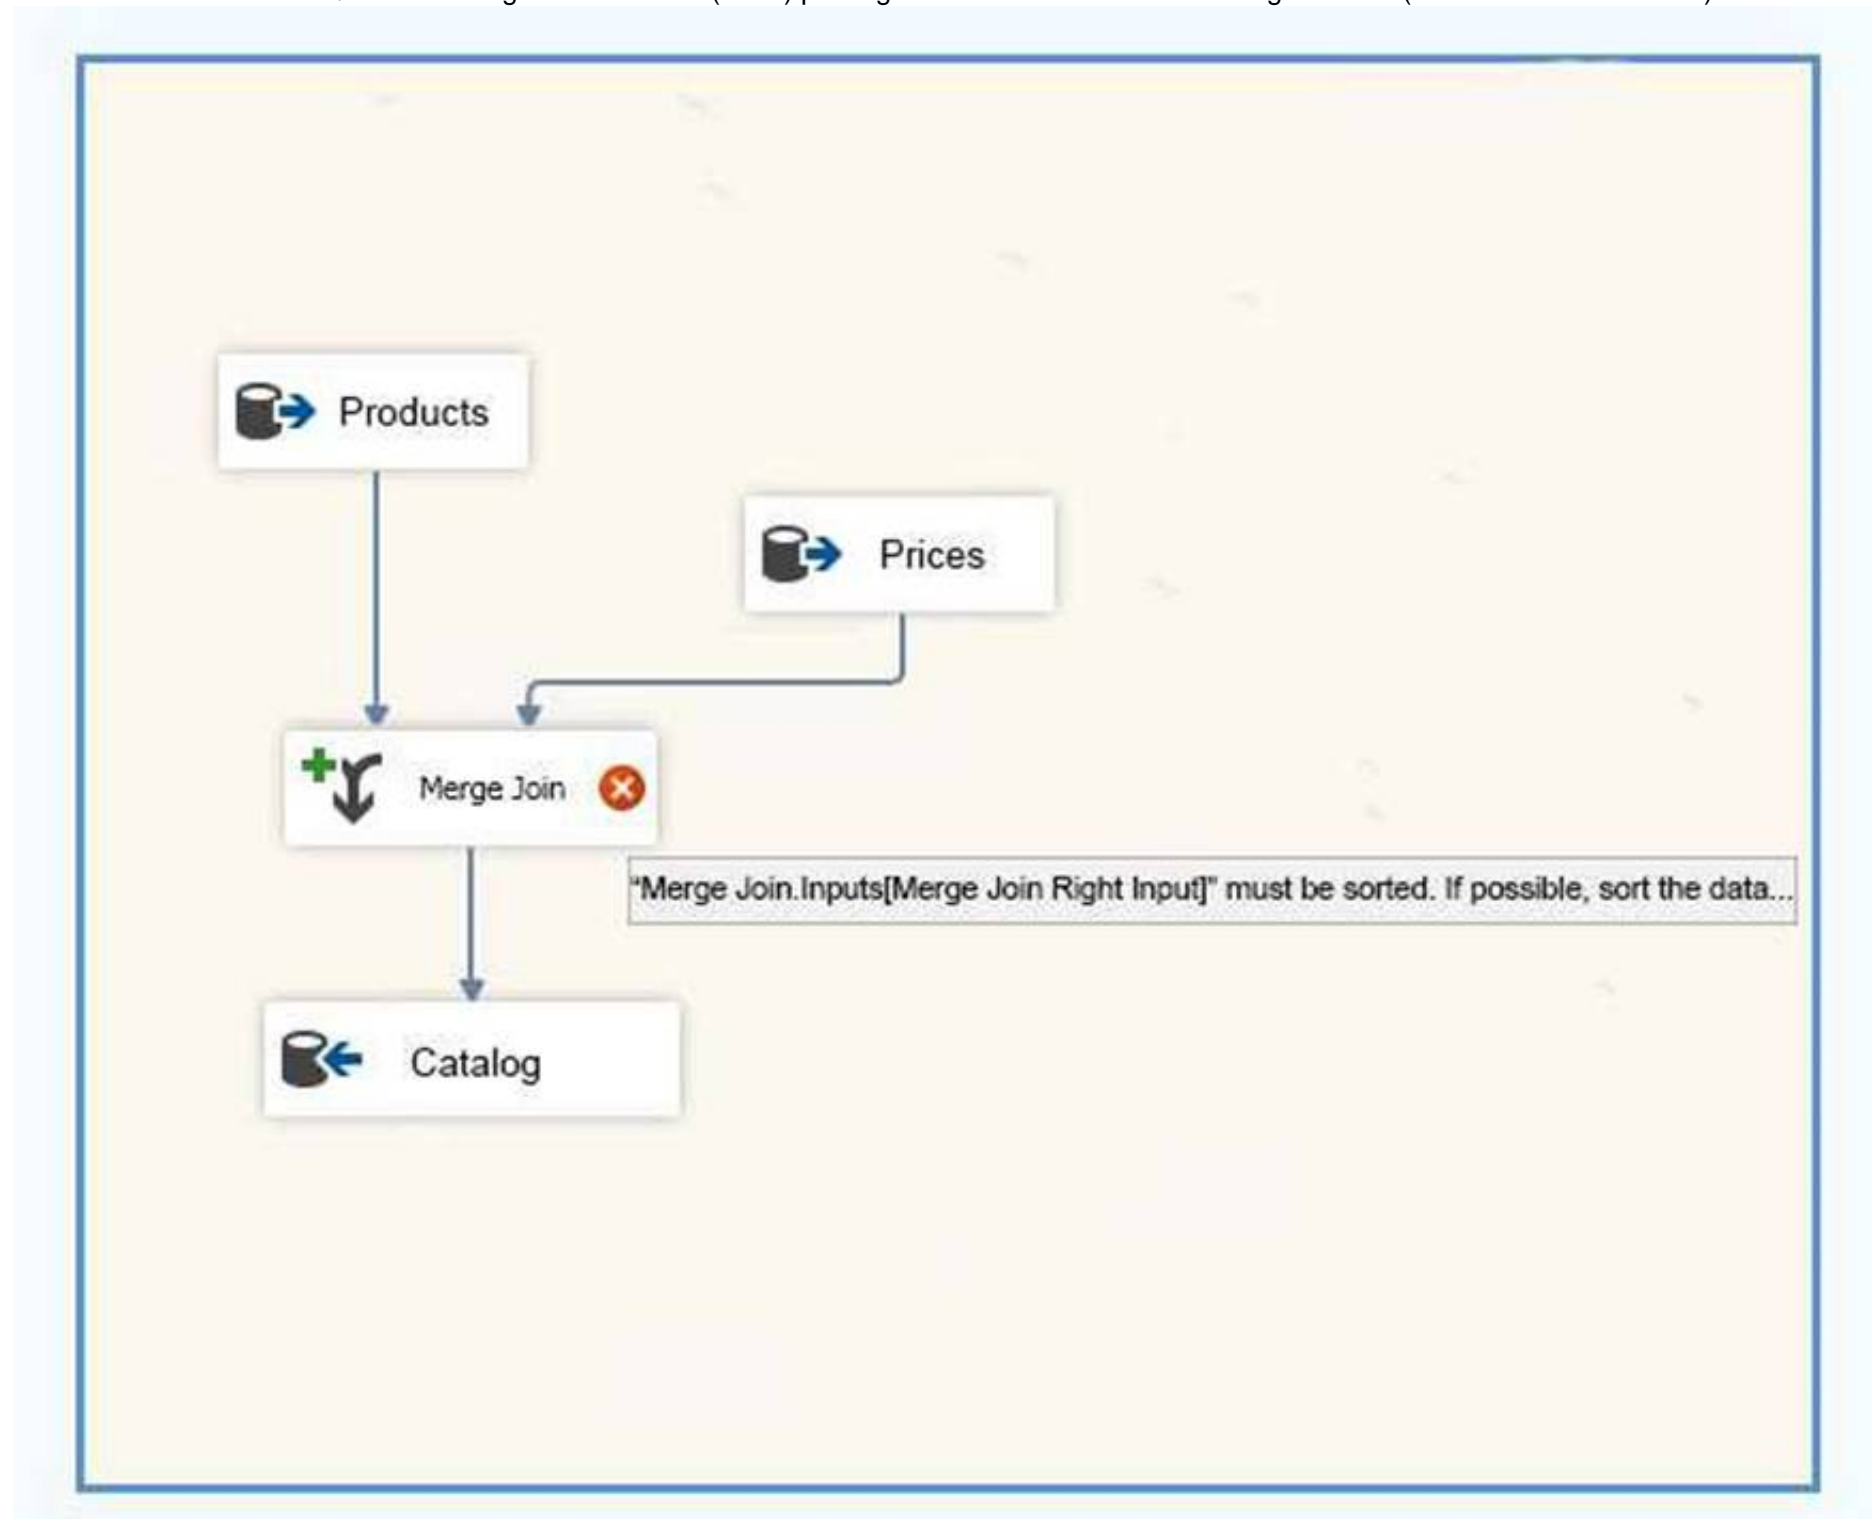 Products
Prices
Merge Join
“Merge Join.Inputs[Merge Join Right Input]” must be sorted. If possible, sort the data...
Catalog